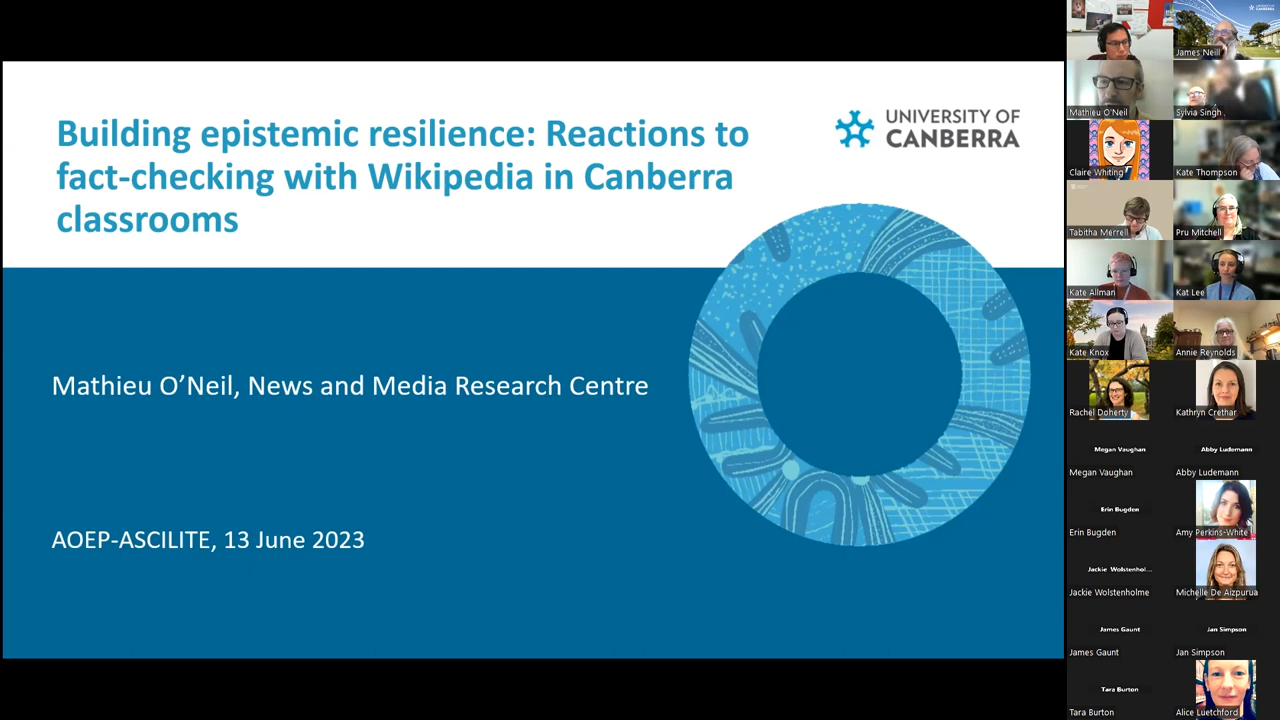 Building epistemic resilience: Reactions to
fact-checking with Wikipedia in Canberra
classrooms
UNIVERSITY OF
CANBERRA
Mathieu O'Neil, News and Media Research Centre
AOEP-ASCILITE, 13 June 2023
UNIVERSITY OF
CANBERRA
James Neill
Mathieu O'Neil
Sylvia Singh
Claire Whiting
Kate Thompson
Tabitha Merrell
Pru Mitchell
Kate Allman
Kat Lee
Kate Knox
Annie Reynolds
Rachel Doherty
Kathryn Crethar
Megan Vaughan
Abby Ludemann
Megan Vaughan
Abby Ludemann
Erin Bugden
Erin Bugden
Amy Perkins-White
Jackie Wolstenhol...
Jackie Wolstenholme
Michelle De Aizpurua
James Gaunt
Jan Simpson
James Gaunt
Jan Simpson
Tara Burton
Tara Burton
Alice Luetchford